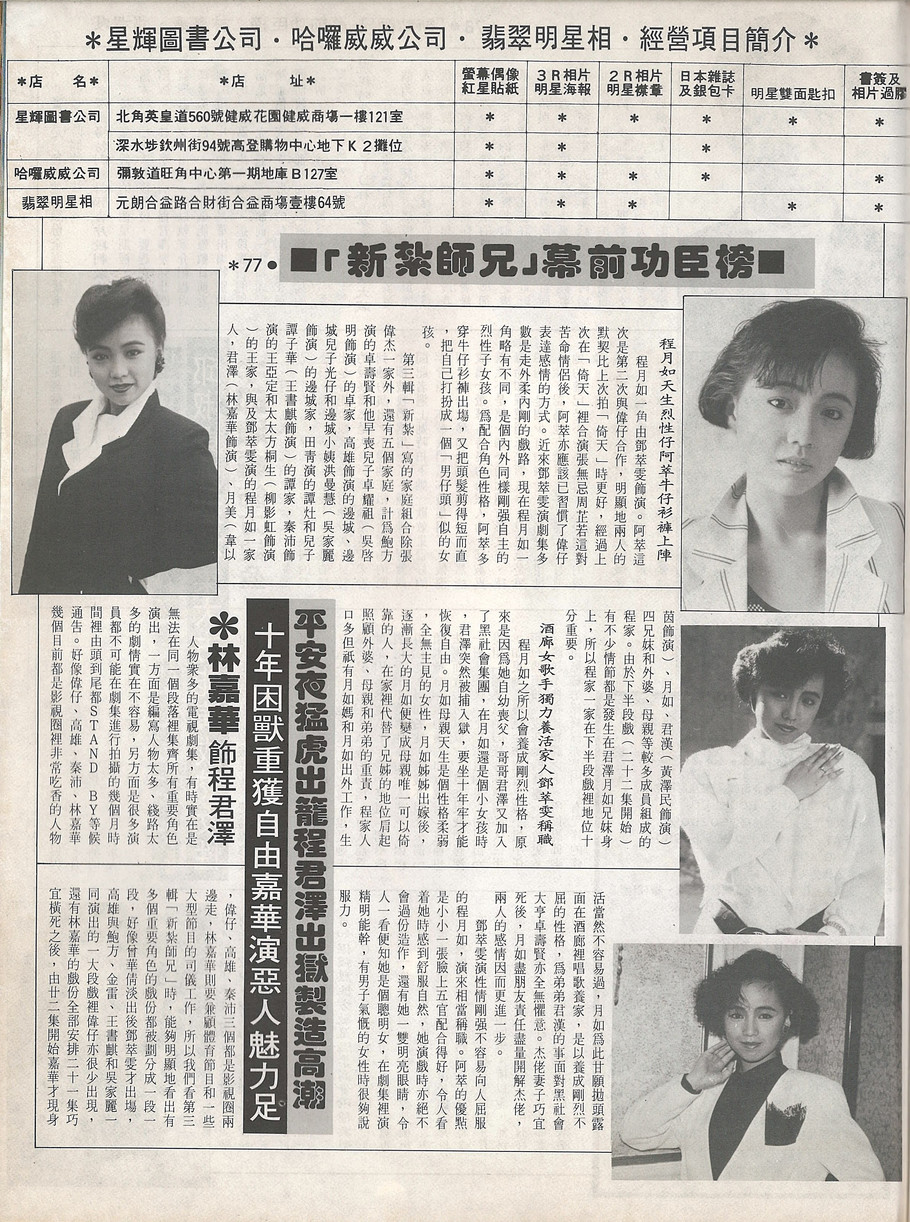 ＊星輝圖書公司．哈囉威威公司．翡翠明星相．經營項目簡介＊
＊店　名＊
＊店　　址＊
螢幕偶像
紅星貼紙
３Ｒ相片
明星海報
２Ｒ相片
明星襟章
日本雜誌
及銀包卡
明星雙面匙扣
書簽及
相片過膠
星輝圖書公司
北角英皇道560號健威花園健威商場一樓121室
＊ ＊ ＊ ＊ ＊ ＊
深水埗欽州街94號高登購物中心地下Ｋ２攤位
＊ ＊ ＊
哈囉威威公司
彌敦道旺角中心第一期地庫Ｂ127室
＊ ＊ ＊ ＊ ＊
翡翠明星相
元朗合益路合財街合益商場壹樓64號
＊ ＊ ＊ ＊ ＊
＊77●
■「新紮師兄」幕前功臣榜■
程月如天生烈性仔阿萃牛仔衫褲上陣
程月如一角由鄧萃雯飾演。阿萃這
次是第二次與偉仔合作，明顯地兩人的
默契比上次拍「倚天」時更好，經過上
次在「倚天」裡合演張無忌周芷若這對
苦命情侶後，阿萃亦應該已習慣了偉仔
表達感情的方式。近來鄧萃雯演劇集多
數是走外柔內剛的戲路，現在程月如一
角略有不同，是個內外同樣剛强自主的
烈性子女孩。爲配合角色性格，阿萃多
穿牛仔衫褲出場，又把頭髮剪得短而直
，把自己打扮成一個「男仔頭」似的女
孩。
第三輯「新紮」寫的家庭組合除張
偉杰一家外，還有五個家庭，計爲鮑方
演的卓壽賢和他早喪兒子卓耀祖（吳啓
明飾演）的卓家，高雄飾演的邊城、邊
城兒子光仔和邊城小姨洪曼慧（吳家麗
飾演）的邊城家，田青演的譚灶和兒子
譚子華（王書麒飾演）的譚家，秦沛飾
演的王亞定和太太方桐生（柳影虹飾演
）的王家，與及鄧萃雯演的程月如一家
人，君澤（林嘉華飾演）、月美（韋以
茵飾演）、月如、君漢（黃澤民飾演）
四兄妹和外婆、母親等較多成員組成的
程家。由於下半段戲（二十二集開始）
有不少情節都是發生在君澤月如兄妹身
上，所以程家一家在下半段戲裡地位十
分重要。
酒廊女歌手獨力養活家人鄧萃雯稱職
程月如之所以會養成剛烈性格，原
來是因爲她自幼喪父，哥哥君澤又加入
了黑社會集團，在月如還是個小女孩時
，君澤突然被捕入獄，要坐十年牢才能
恢復自由。月如母親天生是個性格柔弱
，全無主見的女性，月如姊姊出嫁後，
逐漸長大的月如便變成母親唯一可以倚
靠的人，在家裡代替了兄姊的地位肩起
照顧外婆、母親和弟弟的重責，程家人
口多但祇有月如媽和月如出外工作，生
活當然不容易過，月如爲此甘願拋頭露
面在酒廊裡唱歌養家，是以養成剛烈不
屈的性格，爲弟弟君漢的事面對黑社會
大亨卓壽賢亦全無懼意。杰佬妻子巧宜
死後，月如盡朋友責任盡量開解杰佬，
兩人的感情因而更進一步。
鄧萃雯演性情剛强不容易向人屈服
的程月如，演來相當稱職。阿萃的優點
是小小一張臉上五官配合得好，令人看
着她時感到舒服自然，她演戲時亦絕不
會過份造作，還有她一雙明亮眼睛，令
人一看便知她是個聰明女，在劇集裡演
精明能幹，有男子氣慨的女性時很夠說
服力。
平安夜猛虎出籠程君澤出獄製造高潮
十年困獸重獲自由嘉華演惡人魅力足
＊林嘉華飾程君澤
人物衆多的電視劇集，有時實在是
無法在同一個段落裡集齊所有重要角色
演出，一方面是編寫人物太多、綫路太
多的劇情實在不容易，另方面是很多演
員都不可能在劇集進行拍攝的幾個月時
間裡由頭到尾都STAND BY等候
通告。好像偉仔、高雄、秦沛、林嘉華
幾個目前都是影視圈裡非常吃香的人物
，偉仔、高雄、秦沛三個都是影視圈兩
邊走，林嘉華則要兼顧體育節目和一些
大型節目的司儀工作，所以我們看第三
輯「新紮師兄」時，能夠明顯地看出有
多個重要角色的戲份都被劃分成一段一
段，好像曾華倩淡出後鄧萃雯才出場，
高雄與鮑方、金雷、王書麒和吳家麗一
同演出的一大段戲裡偉仔亦很少出現，
還有林嘉華的戲份全部安排二十一集巧
宜橫死之後，由廿二集開始嘉華才現身